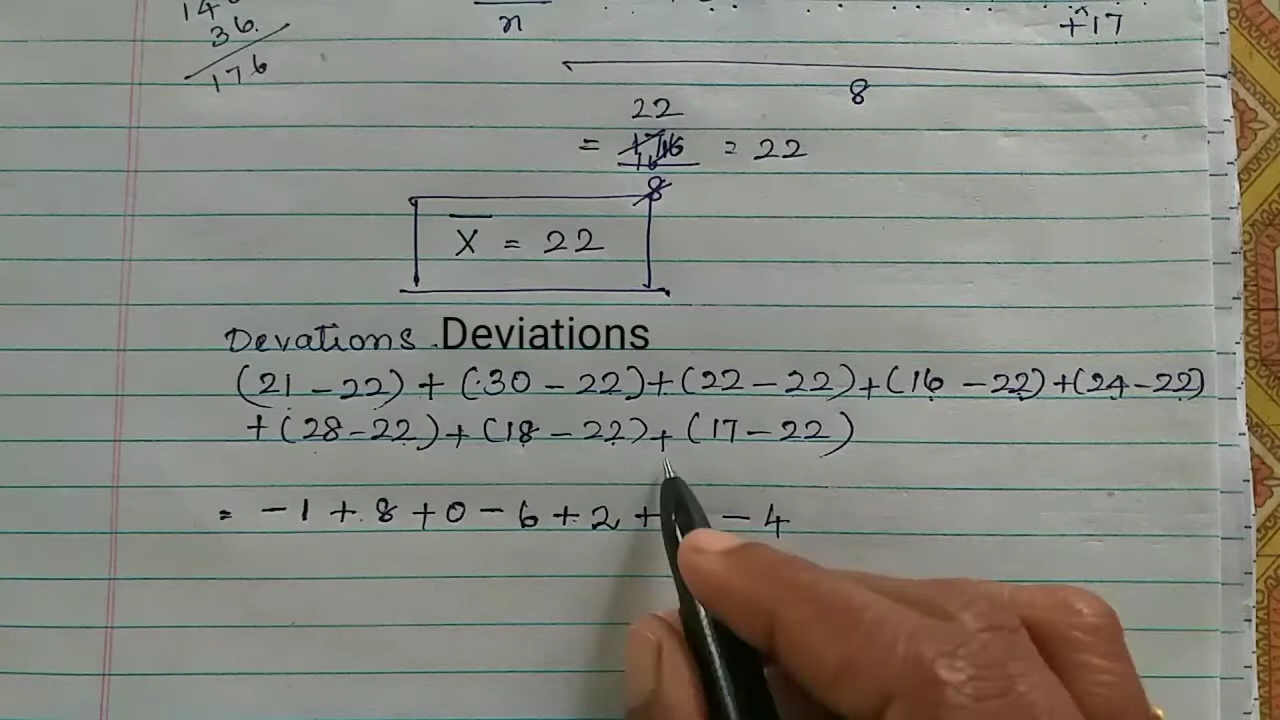 14
36.
176
n
+17
8
22
= 176/8 = 22
X̄ = 22
Devations. Deviations
(21 – 22) + (30 – 22) + (22 – 22) + (16 – 22) + (24 – 22)
+ (28 – 22) + (18 – 22) + (17 – 22)
= – 1 + 8 + 0 – 6 + 2 + – 4